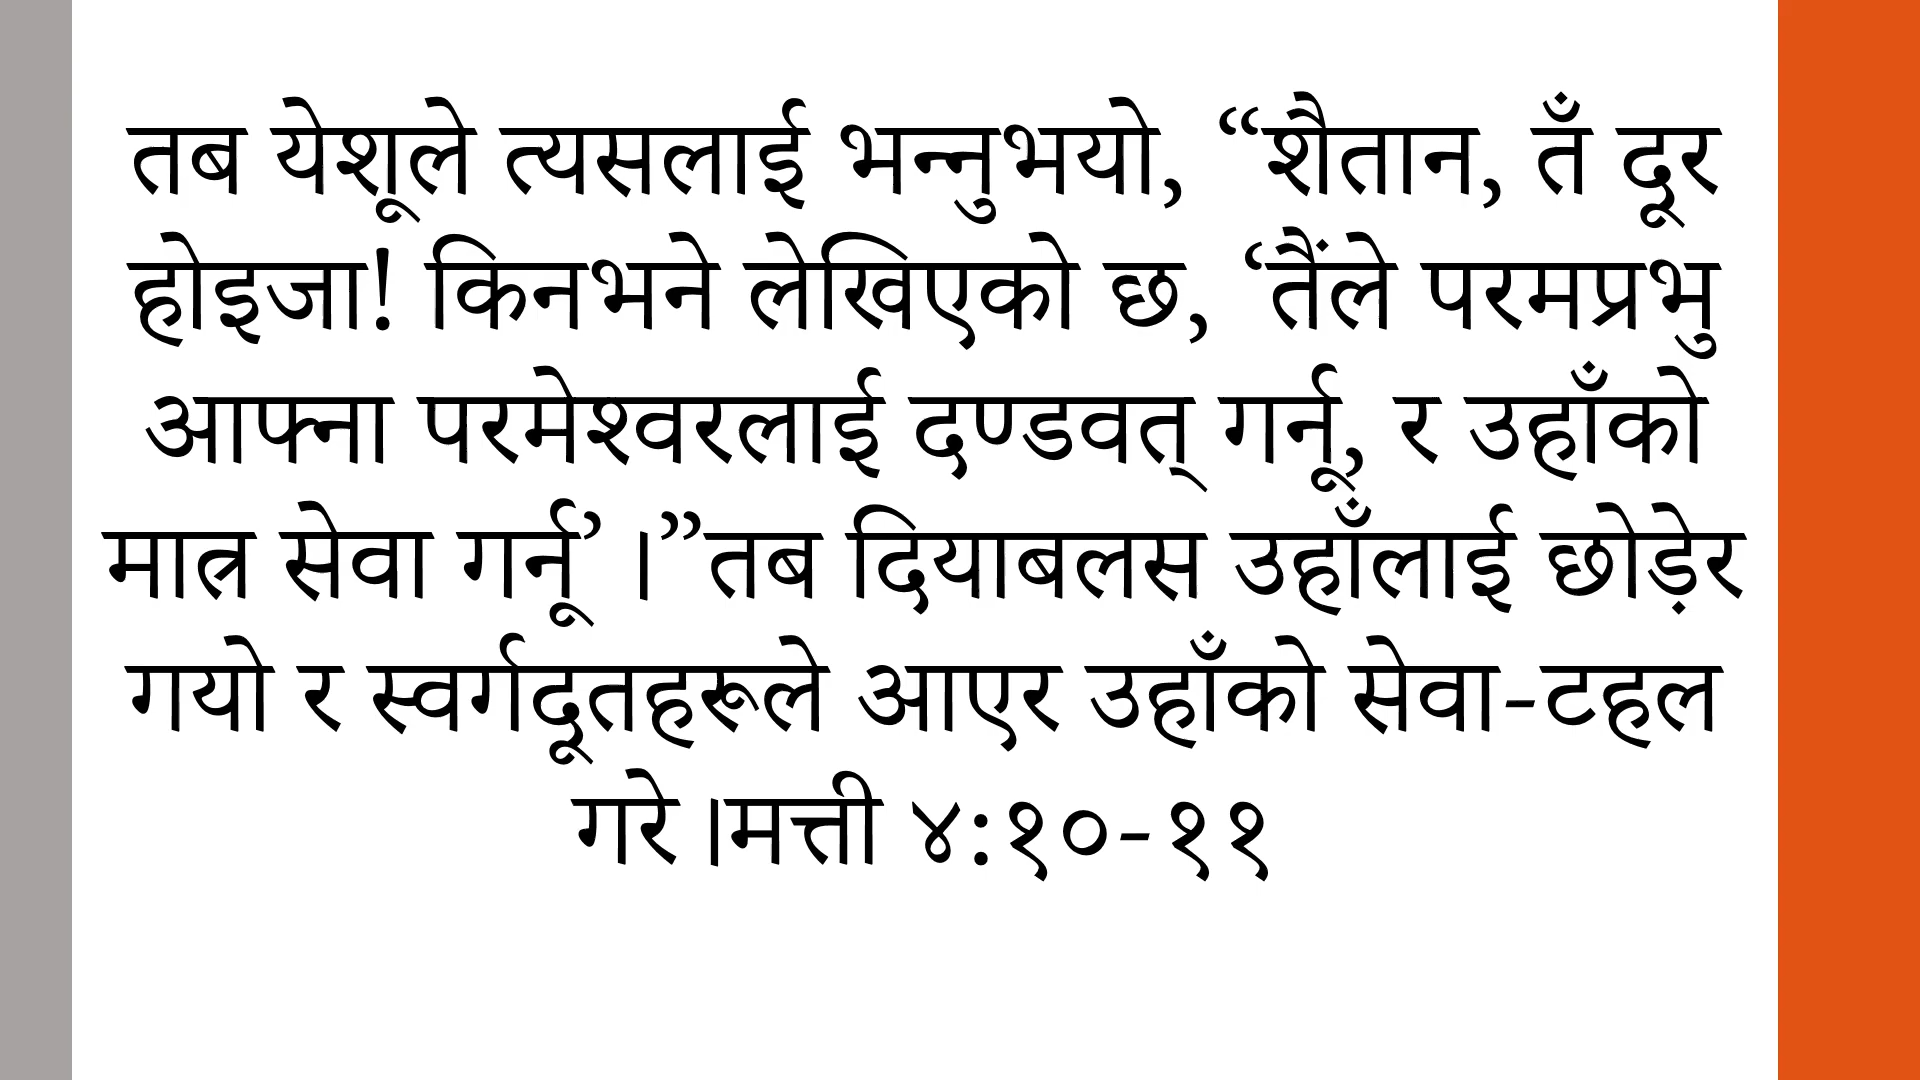 तब येशूले त्यसलाई भन्नुभयो, “शैतान, तँ दूर
होइजा! किनभने लेखिएको छ, ‘तैंले परमप्रभु
आफ्ना परमेश्वरलाई दण्डवत् गर्नू, र उहाँको
मात्र सेवा गर्नू’ ।”तब दियाबलस उहाँलाई छोड़ेर
गयो र स्वर्गदूतहरूले आएर उहाँको सेवा-टहल
गरे ।मत्ती ४:१०-११